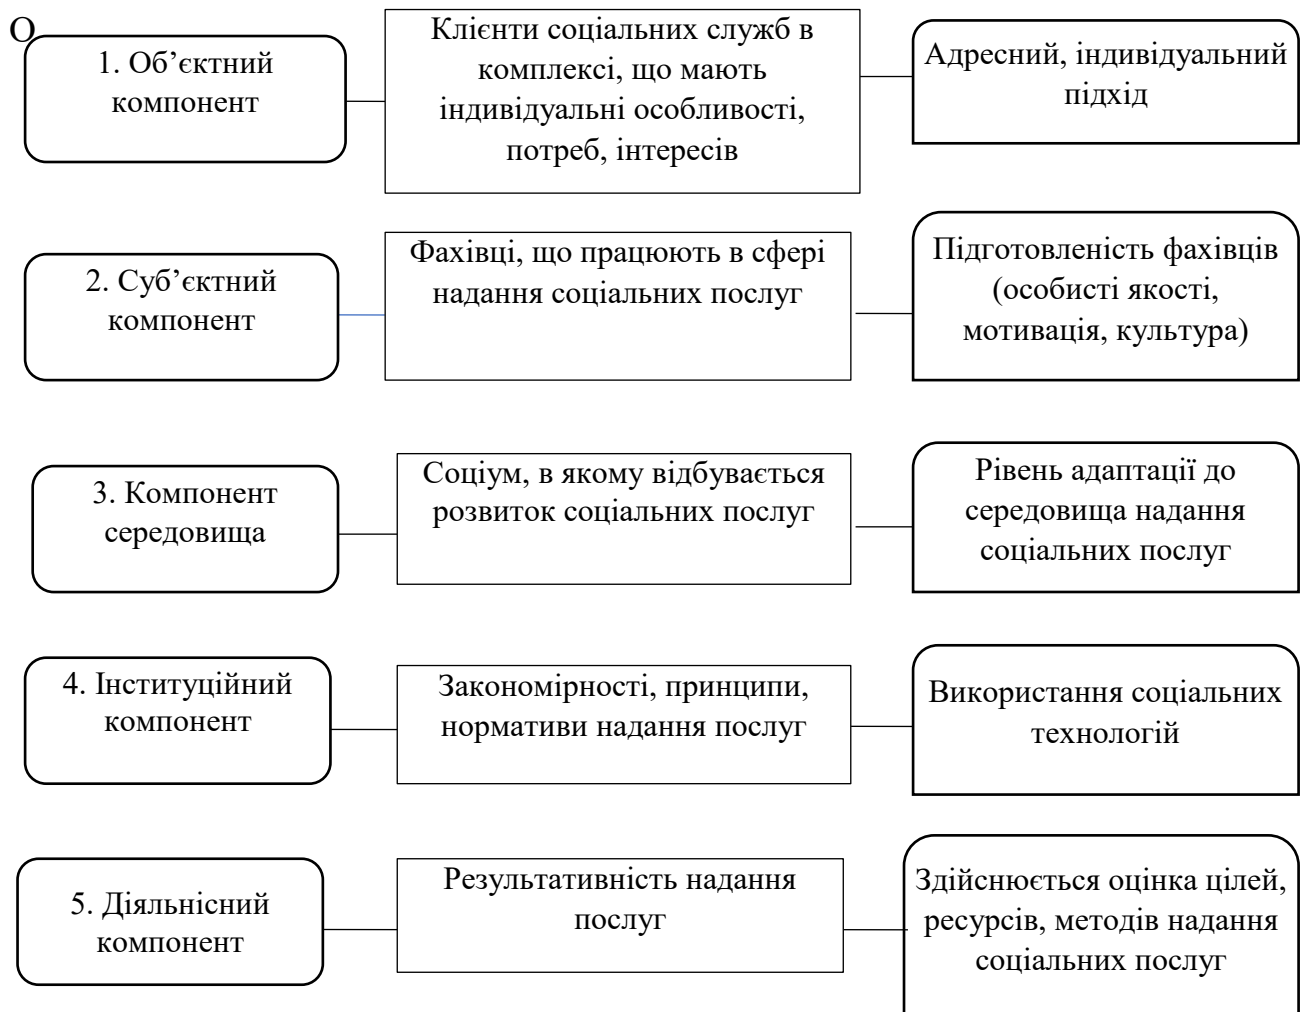 О
1. Об’єктний
компонент
Клієнти соціальних служб в
комплексі, що мають
індивідуальні особливості,
потреб, інтересів
Адресний, індивідуальний
підхід
2. Суб’єктний
компонент
Фахівці, що працюють в сфері
надання соціальних послуг
Підготовленість фахівців
(особисті якості,
мотивація, культура)
3. Компонент
середовища
Соціум, в якому відбувається
розвиток соціальних послуг
Рівень адаптації до
середовища надання
соціальних послуг
4. Інституційний
компонент
Закономірності, принципи,
нормативи надання послуг
Використання соціальних
технологій
5. Діяльнісний
компонент
Результативність надання
послуг
Здійснюється оцінка цілей,
ресурсів, методів надання
соціальних послуг